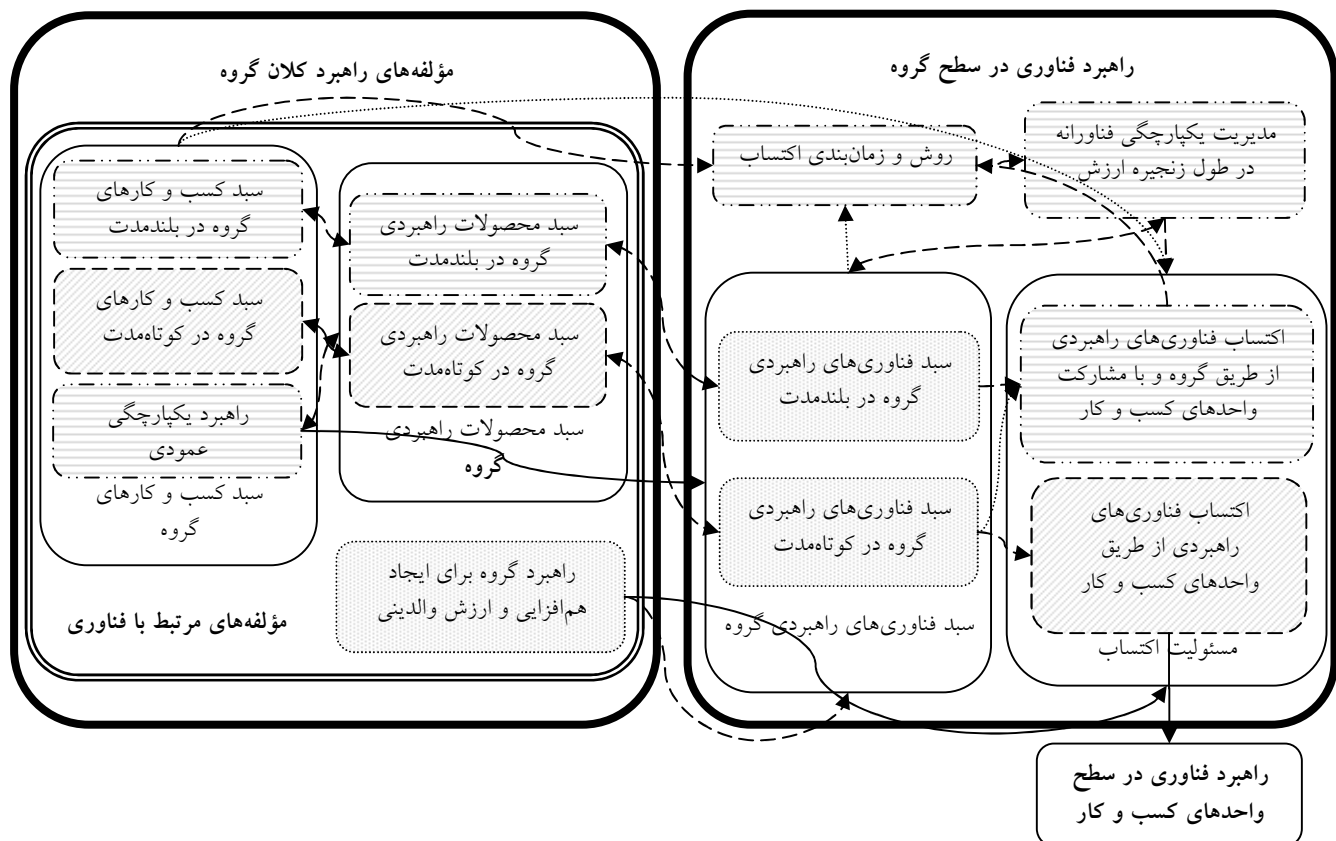 راهبرد فناوری در سطح گروه
مدیریت یکپارچگی فناورانه
در طول زنجیره ارزش
روش و زمان‌بندی اکتساب
اکتساب فناوری‌های راهبردی
از طریق گروه و با مشارکت
واحدهای کسب و کار
اکتساب فناوری‌های
راهبردی از طریق
واحدهای کسب و کار
مسئولیت اکتساب
سبد فناوری‌های راهبردی
گروه در بلندمدت
سبد فناوری‌های راهبردی
گروه در کوتاه‌مدت
سبد فناوری‌های راهبردی گروه
راهبرد فناوری در سطح
واحدهای کسب و کار
مؤلفه‌های راهبرد کلان گروه
سبد محصولات راهبردی
گروه در بلندمدت
سبد محصولات راهبردی
گروه در کوتاه‌مدت
سبد محصولات راهبردی
گروه
سبد کسب و کارهای
گروه در بلندمدت
سبد کسب و کارهای
گروه در کوتاه‌مدت
راهبرد یکپارچگی
عمودی
سبد کسب و کارهای
گروه
راهبرد گروه برای ایجاد
هم‌افزایی و ارزش والدینی
مؤلفه‌های مرتبط با فناوری